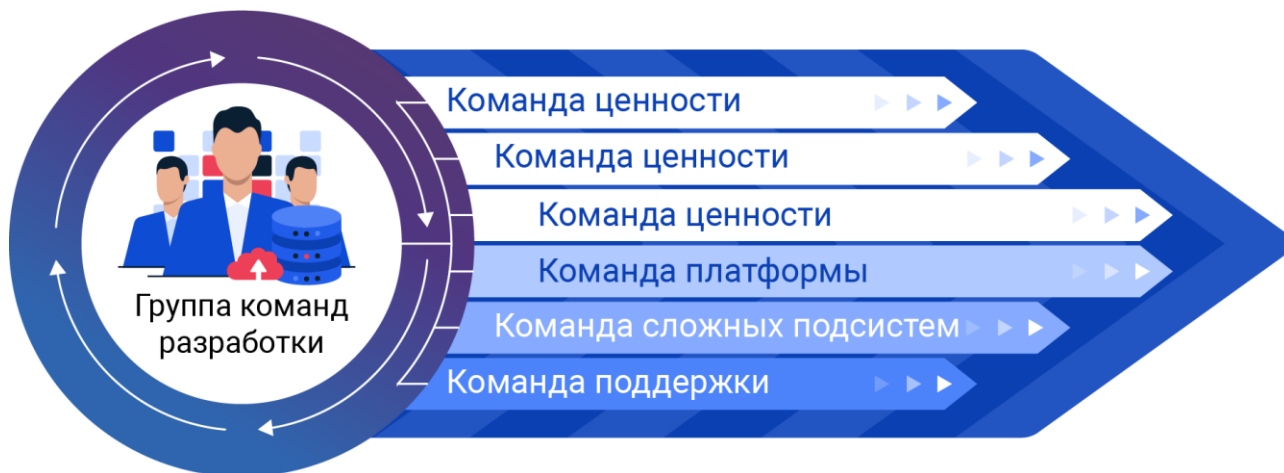 Группа команд
разработки
Команда ценности
Команда ценности
Команда ценности
Команда платформы
Команда сложных подсистем
Команда поддержки